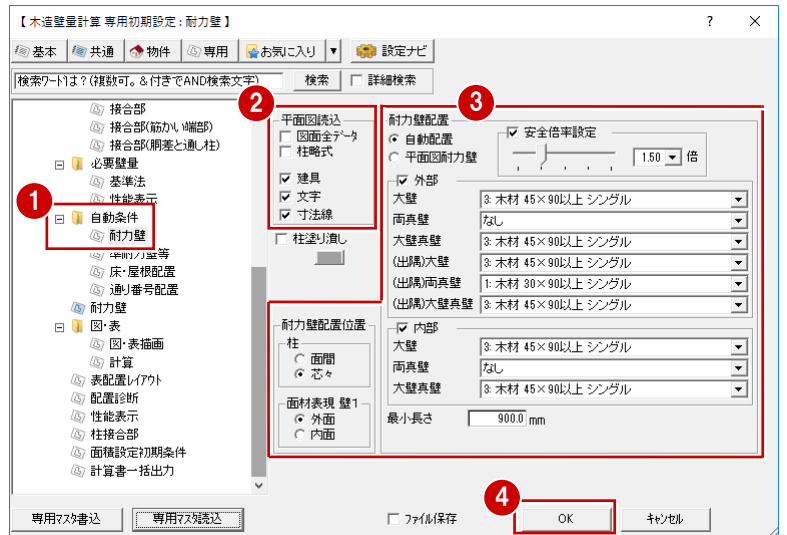 【 木造壁量計算 専用初期設定 : 耐力壁 】
? ×
基本 共通 物件 専用 お気に入り ▼ 設定ナビ
検索ワードは？(複数可。＆付きでAND検索文字) 検索 詳細検索
接合部
接合部(筋かい端部)
接合部(胴差と通し柱)
必要壁量
基準法
性能表示
自動条件
耐力壁
準耐力壁等
床・屋根配置
通り番号配置
耐力壁
図・表
図・表描画
計算
表配置レイアウト
配置診断
性能表示
柱接合部
面積設定初期条件
計算書一括出力
1
2
平面図読込
図面全データ
柱略式
建具
文字
寸法線
柱塗り潰し
耐力壁配置位置
柱
面間
芯々
面材表現 壁1
外面
内面
3
耐力壁配置
自動配置
平面図耐力壁
安全倍率設定
1.50 倍
外部
大壁 3: 木材 45×90以上 シングル
両真壁 なし
大壁真壁 3: 木材 45×90以上 シングル
(出隅)大壁 3: 木材 45×90以上 シングル
(出隅)両真壁 1: 木材 30×90以上 シングル
(出隅)大壁真壁 3: 木材 45×90以上 シングル
内部
大壁 3: 木材 45×90以上 シングル
両真壁 なし
大壁真壁 3: 木材 45×90以上 シングル
最小長さ 900.0 mm
4
専用マスタ書込 専用マスタ読込 ファイル保存 OK キャンセル